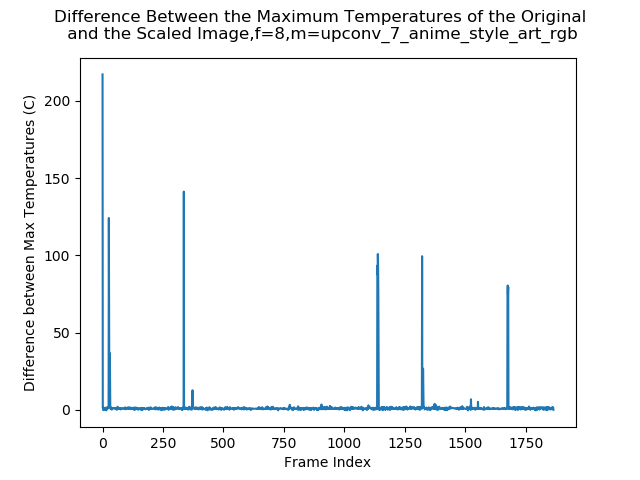 Difference Between the Maximum Temperatures of the Original
and the Scaled Image,f=8,m=upconv_7_anime_style_art_rgb
Difference between Max Temperatures (C)
200
150
100
50
0
0 250 500 750 1000 1250 1500 1750
Frame Index